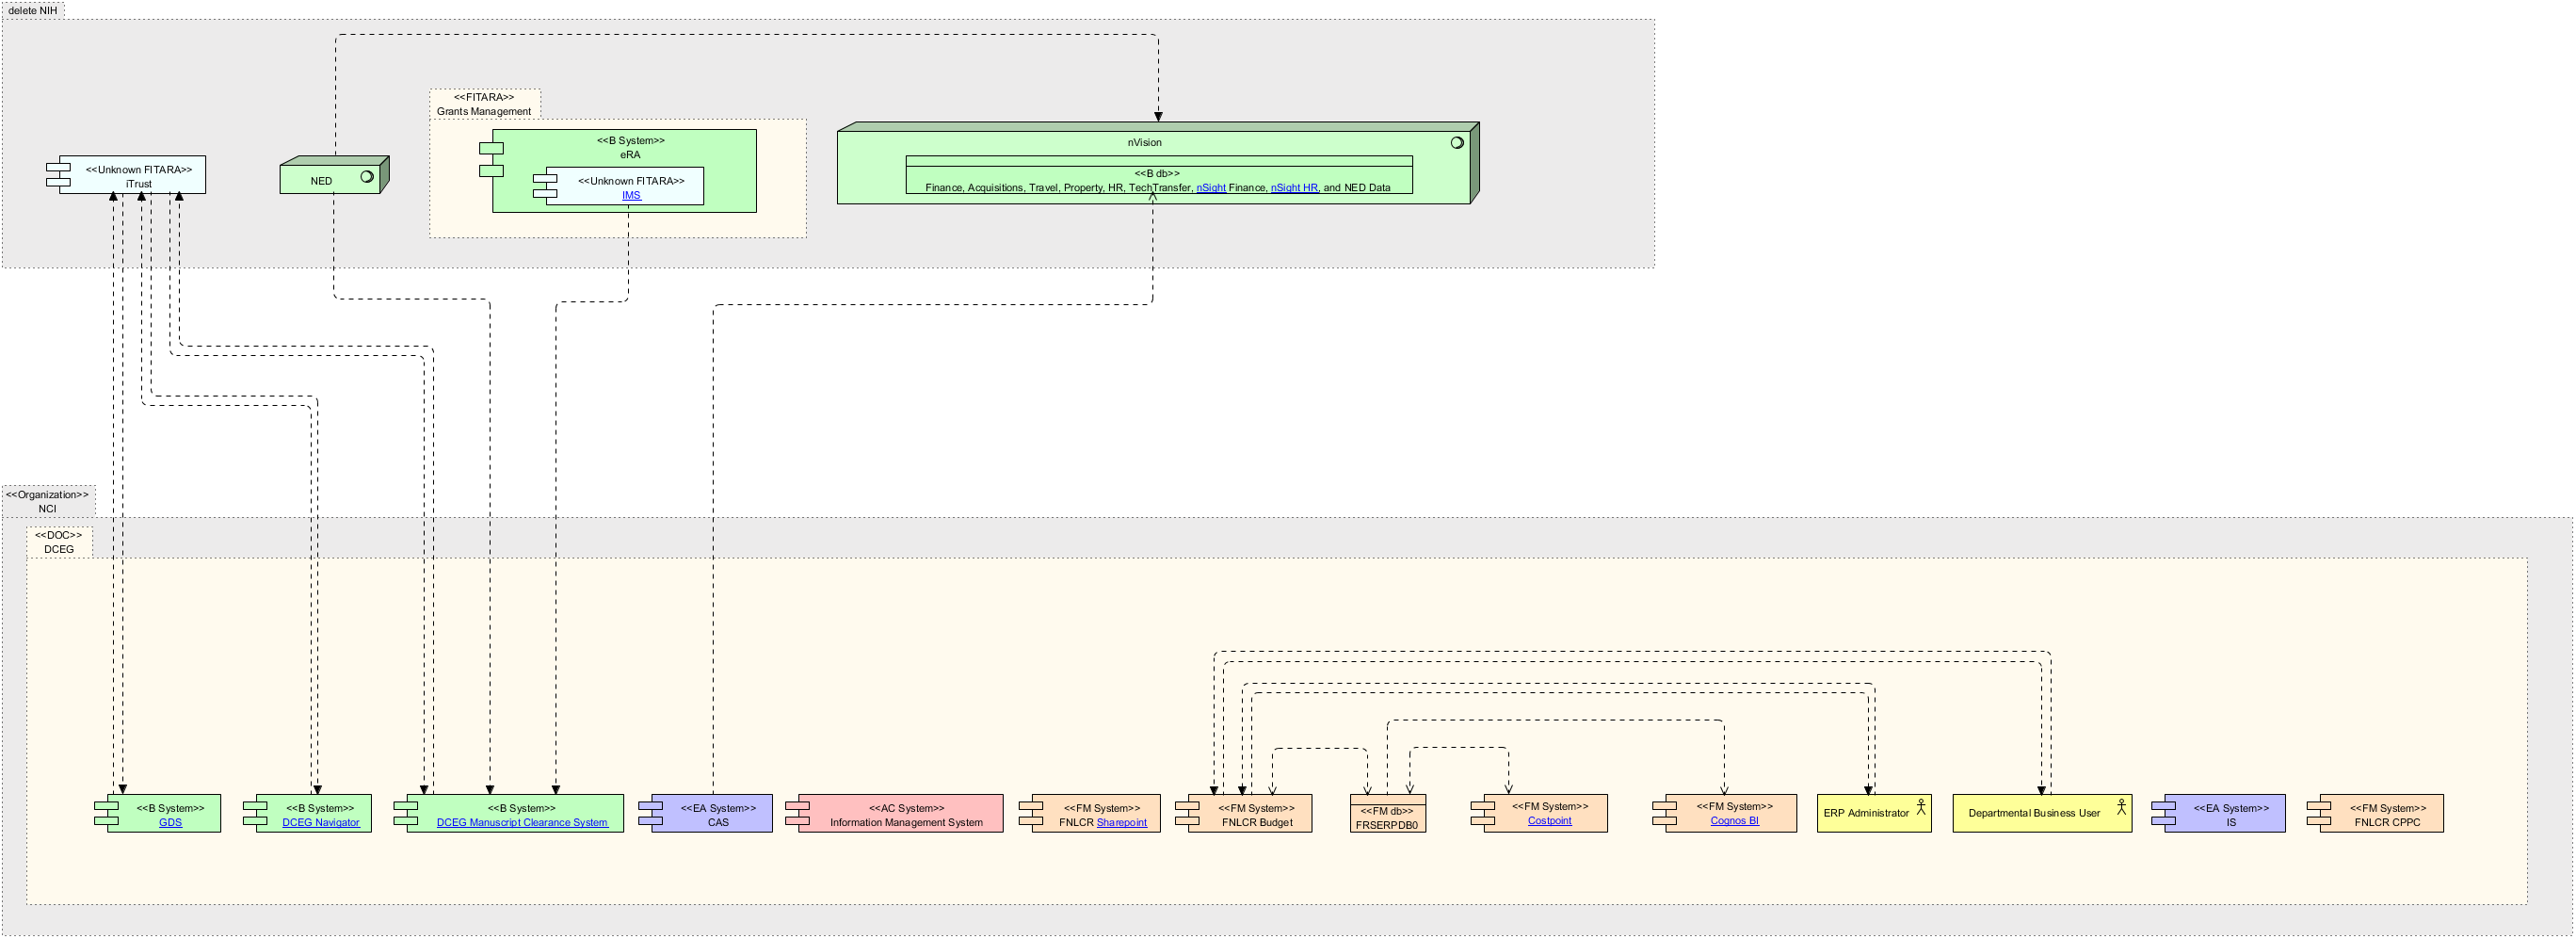 delete NIH
<<FITARA>>
Grants Management
<<B System>>
eRA
<<Unknown FITARA>>
IMS
<<Unknown FITARA>>
iTrust
NED
nVision
<<B db>>
Finance, Acquisitions, Travel, Property, HR, TechTransfer, nSight Finance, nSight HR, and NED Data
<<Organization>>
NCI
<<DOC>>
DCEG
<<B System>>
GDS
<<B System>>
DCEG Navigator
<<B System>>
DCEG Manuscript Clearance System
<<EA System>>
CAS
<<AC System>>
Information Management System
<<FM System>>
FNLCR Sharepoint
<<FM System>>
FNLCR Budget
<<FM db>>
FRSERPDB0
<<FM System>>
Costpoint
<<FM System>>
Cognos BI
ERP Administrator
Departmental Business User
<<EA System>>
IS
<<FM System>>
FNLCR CPPC